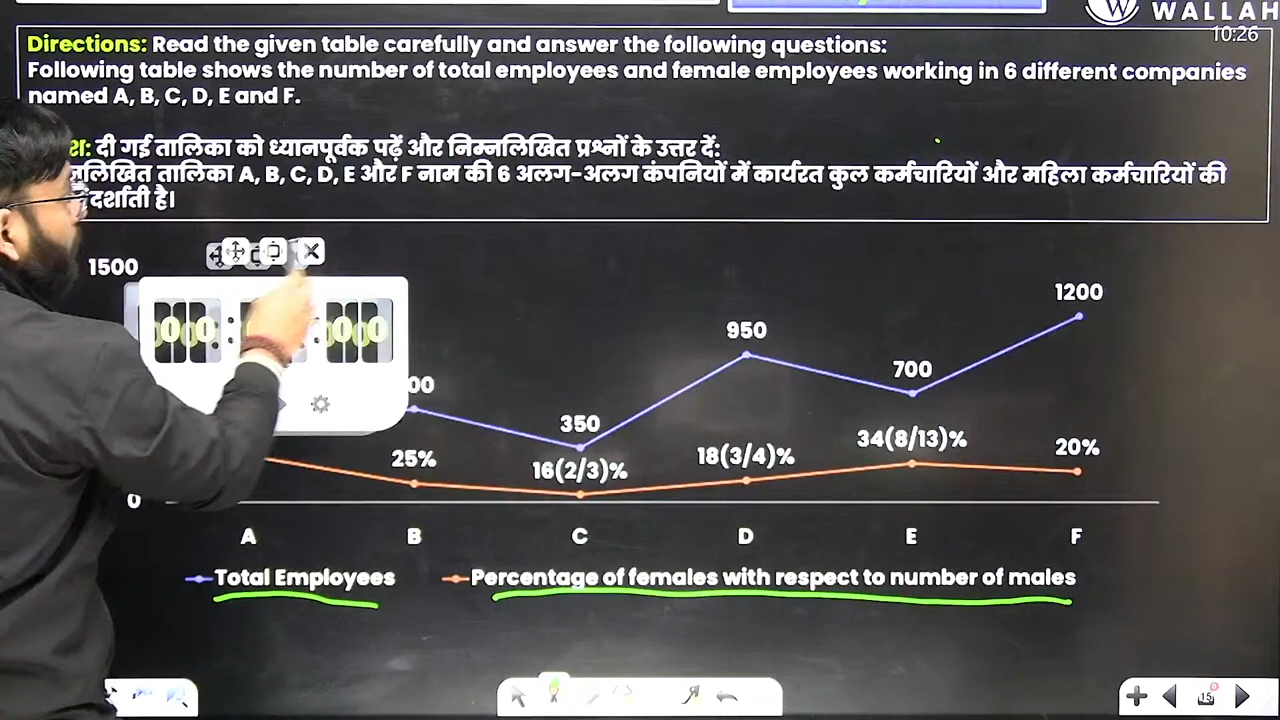 WALLAH
10:26
Directions: Read the given table carefully and answer the following questions:
Following table shows the number of total employees and female employees working in 6 different companies
named A, B, C, D, E and F.
दी गई तालिका को ध्यानपूर्वक पढ़ें और निम्नलिखित प्रश्नों के उत्तर दें:
तालिका A, B, C, D, E और F नाम की 6 अलग-अलग कंपनियों में कार्यरत कुल कर्मचारियों और महिला कर्मचारियों की
दर्शाती है।
1500
1200
950
700
350
25%
16(2/3)%
18(3/4)%
34(8/13)%
20%
0
A B C D E F
Total Employees Percentage of females with respect to number of males
15